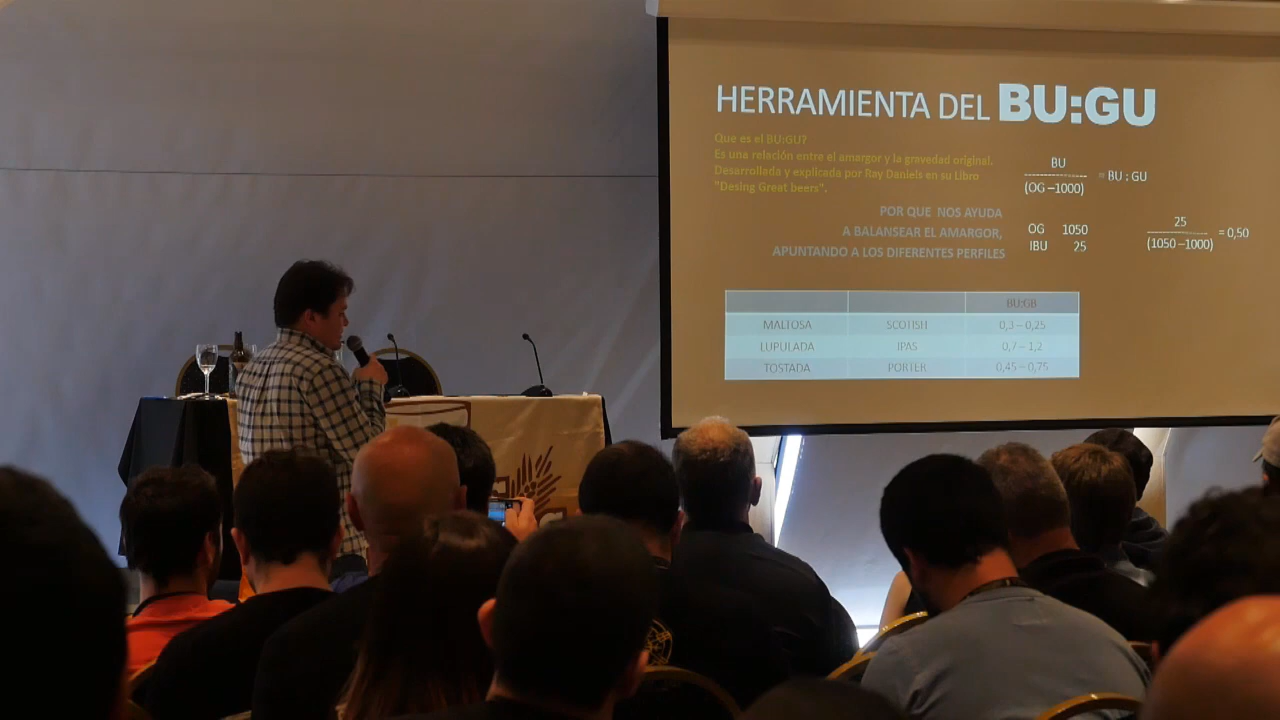 HERRAMIENTA DEL BU:GU
Que es el BU:GU?
Es una relación entre el amargor y la gravedad original.
Desarrollada y explicada por Ray Daniels en su Libro
"Desing Great beers".
BU
(OG –1000)
= BU : GU
POR QUE NOS AYUDA
A BALANSEAR EL AMARGOR,
APUNTANDO A LOS DIFERENTES PERFILES
OG 1050
IBU 25
25
(1050 –1000)
= 0,50
BU:GB
MALTOSA SCOTISH 0,3 – 0,25
LUPULADA IPAS 0,7 – 1,2
TOSTADA PORTER 0,45 – 0,75